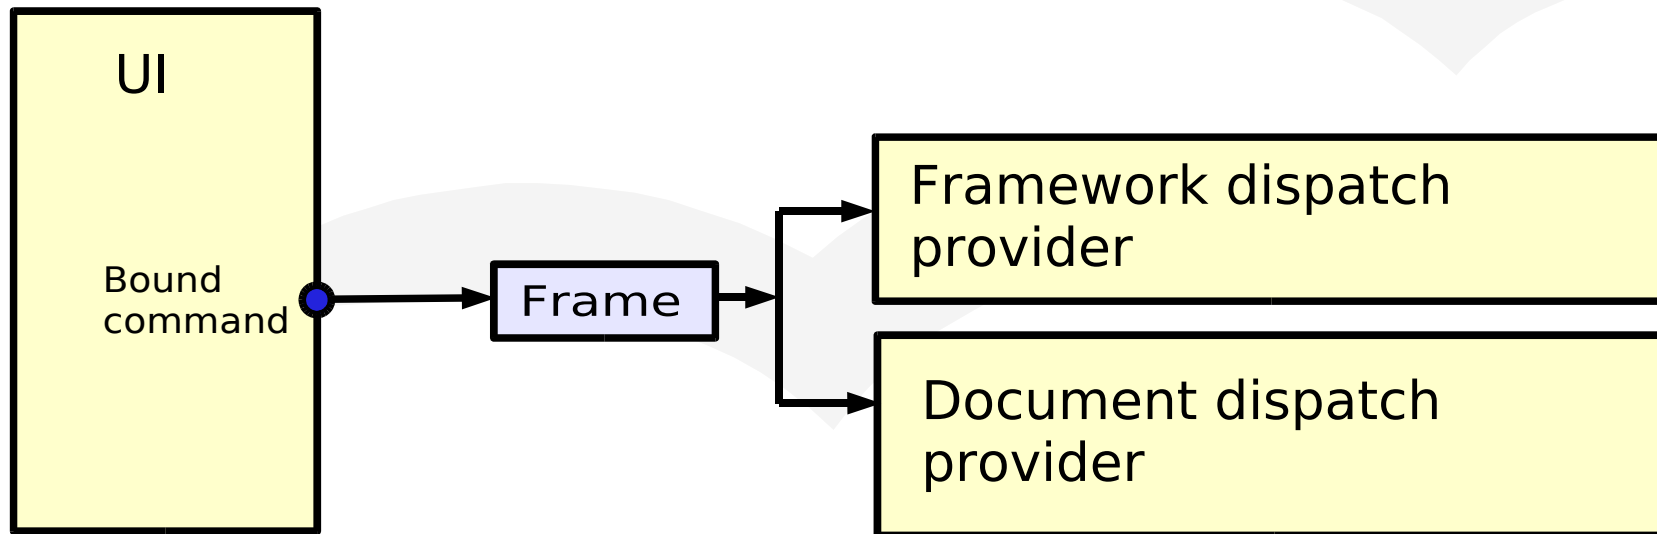 UI
Bound
command
Frame
Framework dispatch
provider
Document dispatch
provider